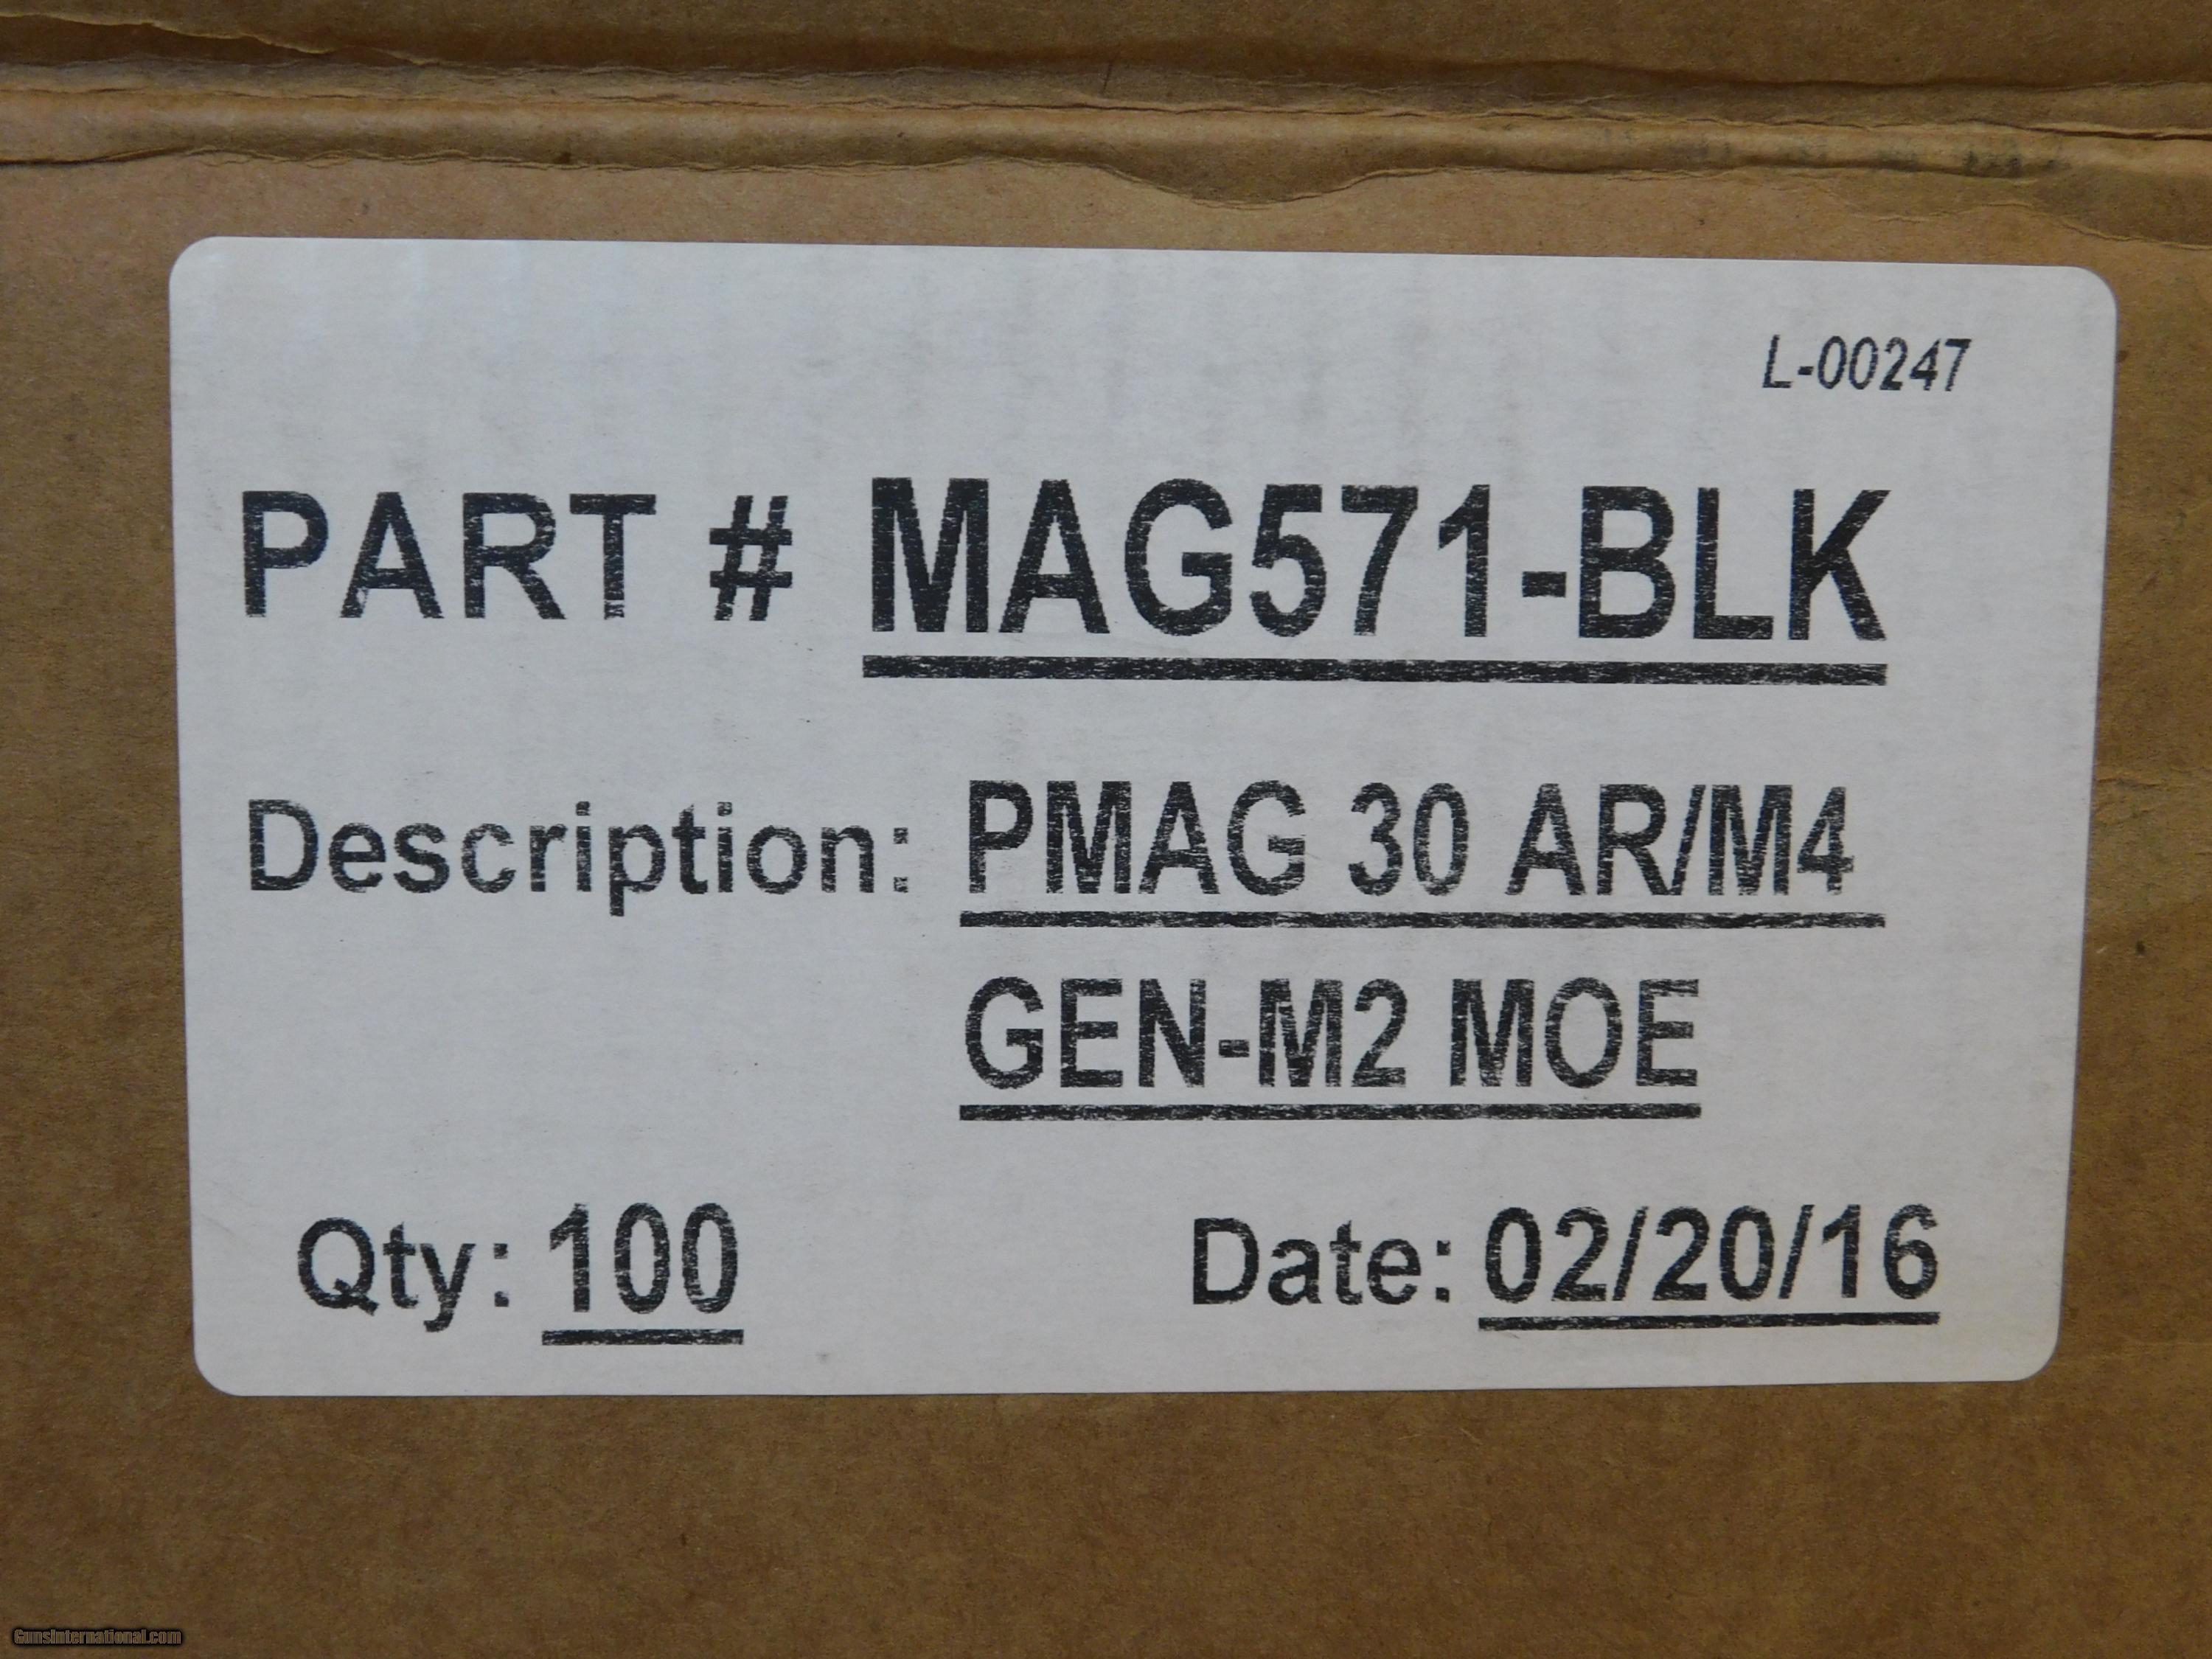 L-00247
PART # MAG571-BLK
Description: PMAG 30 AR/M4
GEN-M2 MOE
Qty: 100 Date: 02/20/16
GunsInternational.com